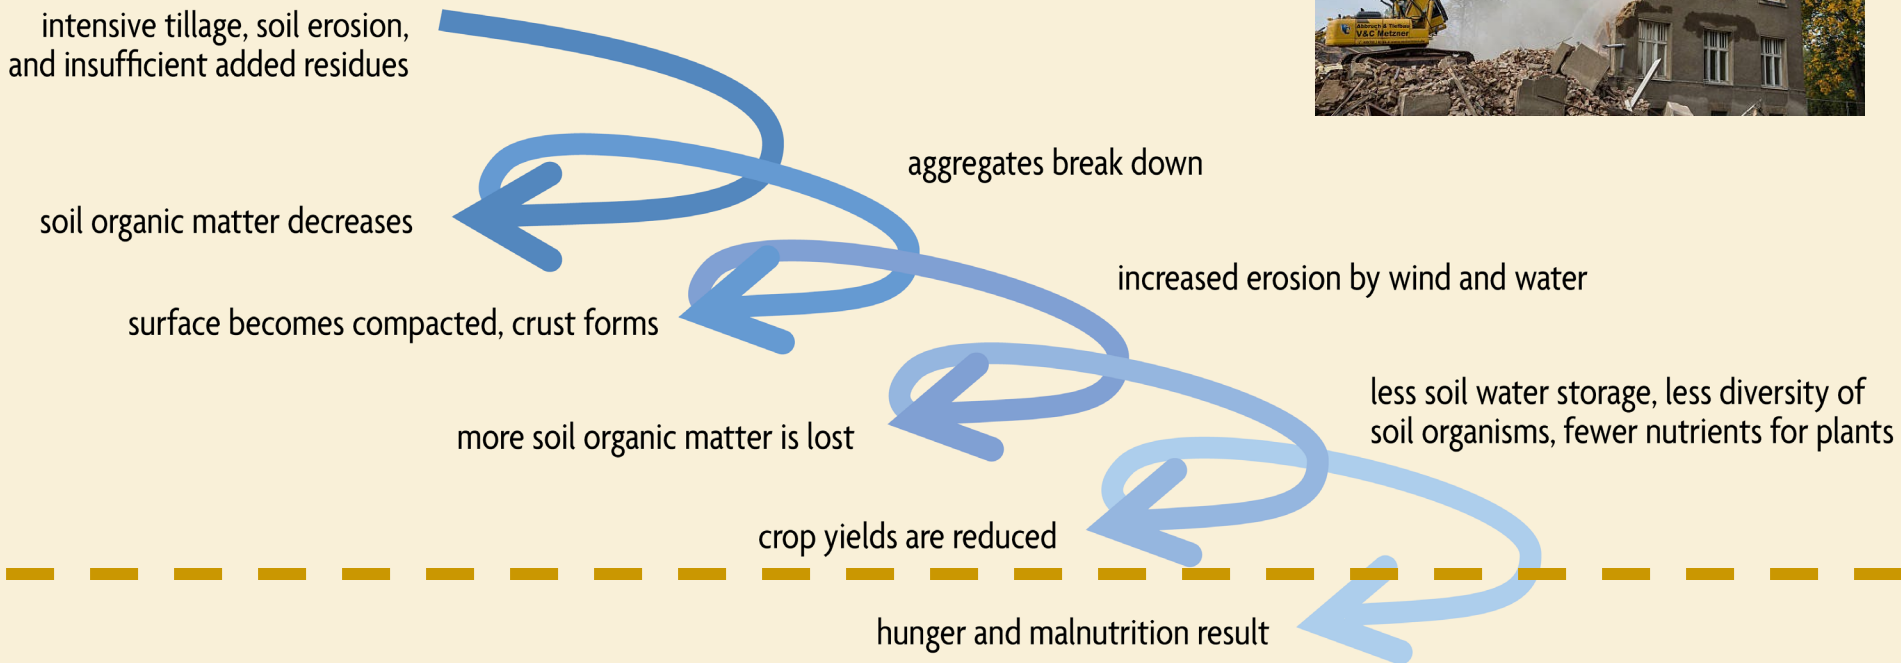 intensive tillage, soil erosion,
and insufficient added residues
Abbruch & Tiefbau
V&C Metzner
aggregates break down
soil organic matter decreases
increased erosion by wind and water
surface becomes compacted, crust forms
less soil water storage, less diversity of
soil organisms, fewer nutrients for plants
more soil organic matter is lost
crop yields are reduced
hunger and malnutrition result